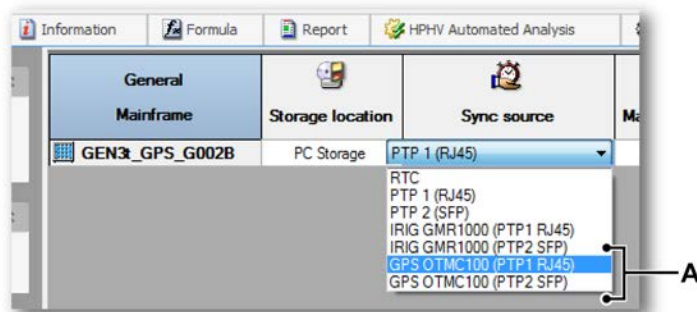 Information Formula Report HPHV Automated Analysis
General
Mainframe Storage location Sync source Ma
GEN3t_GPS_G002B PC Storage PTP 1 (RJ45)
RTC
PTP 1 (RJ45)
PTP 2 (SFP)
IRIG GMR1000 (PTP1 RJ45)
IRIG GMR1000 (PTP2 SFP)
GPS OTMC100 (PTP1 RJ45)
GPS OTMC100 (PTP2 SFP)
A